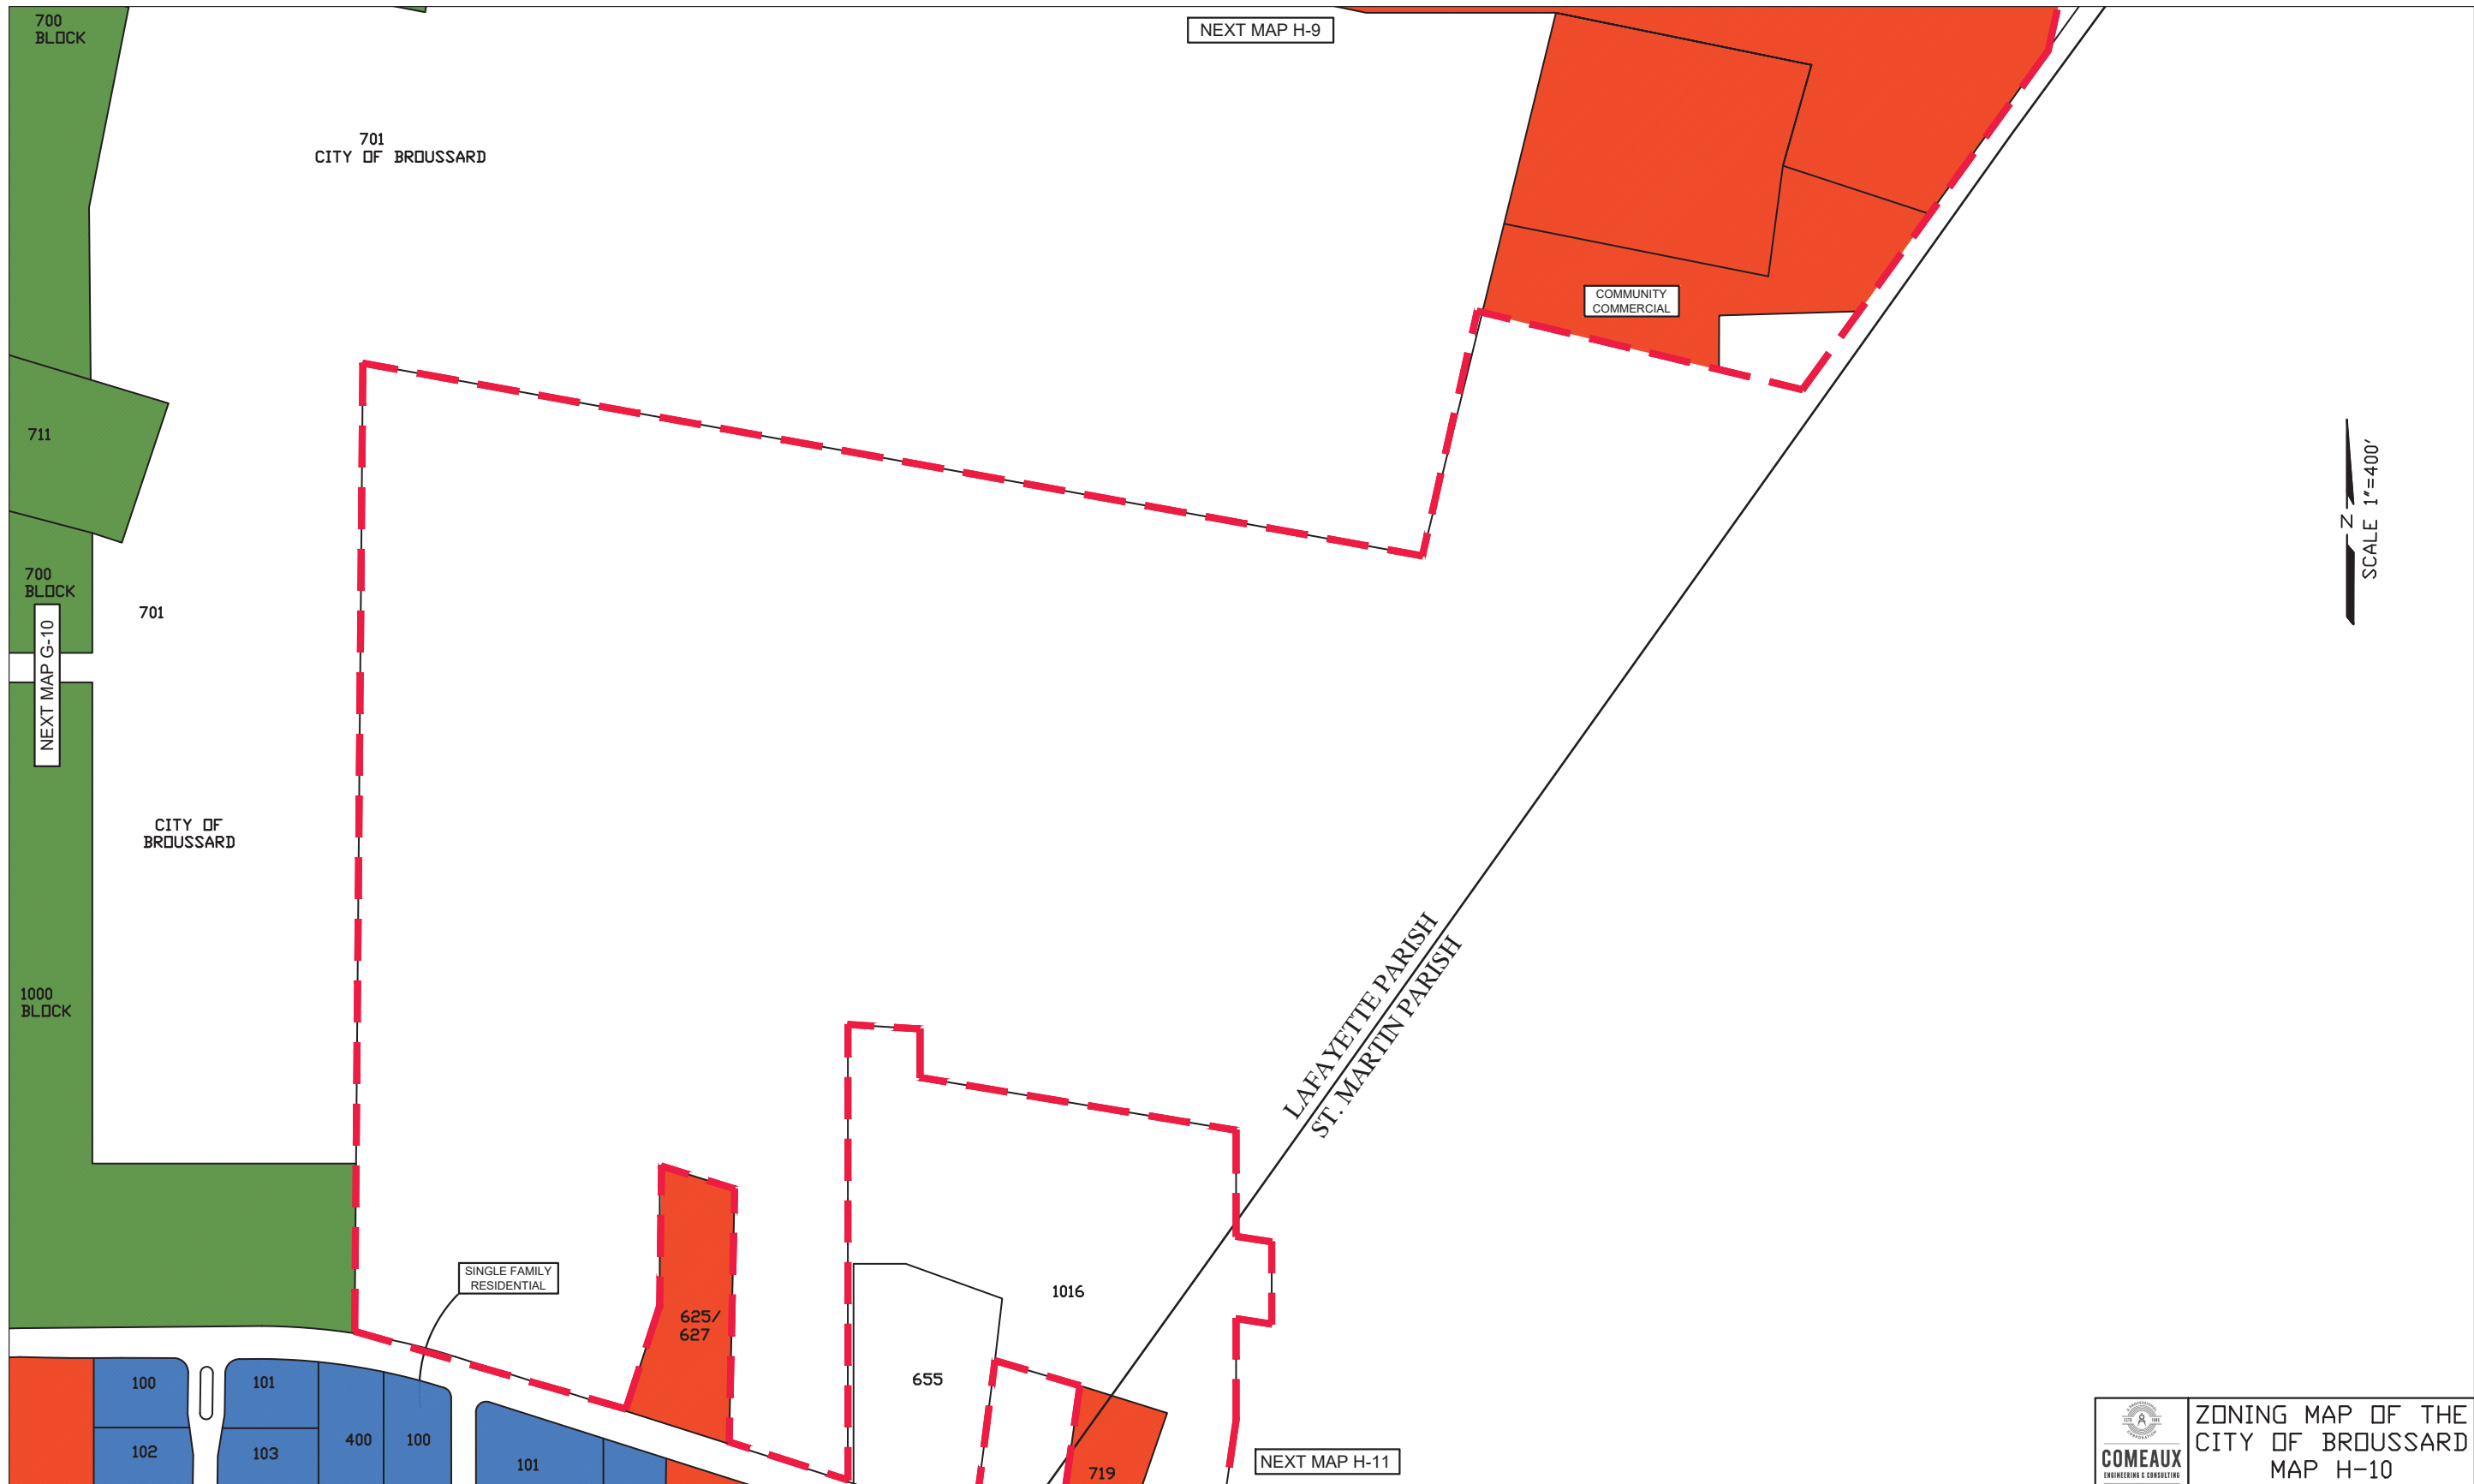 700
BLOCK
NEXT MAP H-9
701
CITY OF BROUSSARD
COMMUNITY
COMMERCIAL
711
SCALE 1"=400'
N
700
BLOCK
701
NEXT MAP G-10
CITY OF
BROUSSARD
1000
BLOCK
LAFAYETTE PARISH
ST. MARTIN PARISH
SINGLE FAMILY
RESIDENTIAL
1016
625/
627
655
100
101
400
100
102
103
101
719
NEXT MAP H-11
COMEAUX
ENGINEERING & CONSULTING
ZONING MAP OF THE
CITY OF BROUSSARD
MAP H-10